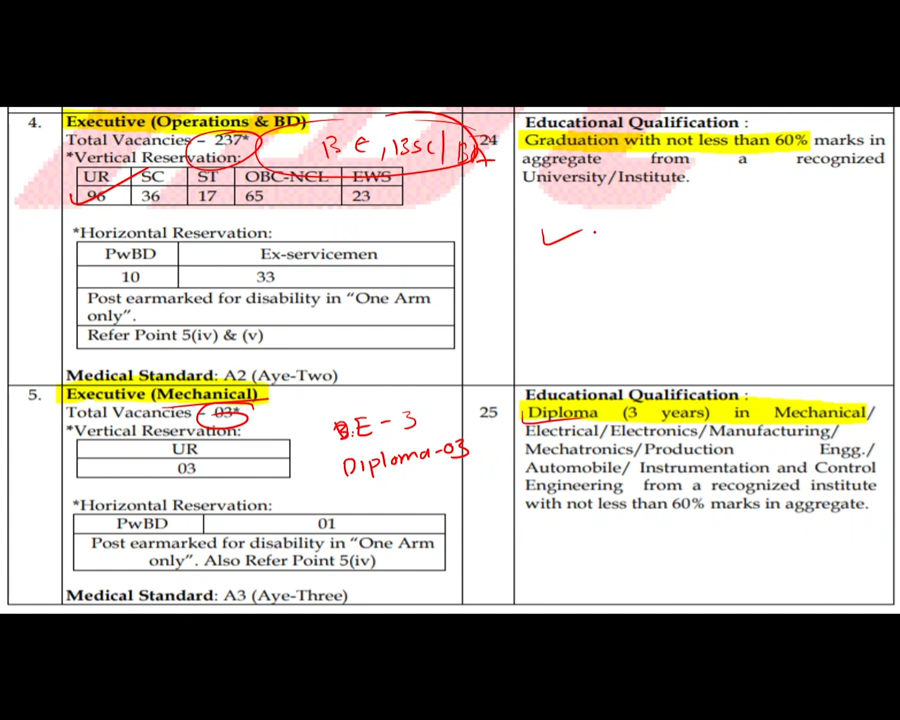 4.
Executive (Operations & BD)
Total Vacancies - 237*
*Vertical Reservation:
B E, BSC/ BA
UR SC ST OBC-NCL EWS
96 36 17 65 23
*Horizontal Reservation:
PwBD Ex-servicemen
10 33
Post earmarked for disability in "One Arm
only".
Refer Point 5(iv) & (v)
Medical Standard: A2 (Aye-Two)
24
Educational Qualification :
Graduation with not less than 60% marks in
aggregate from a recognized
University/Institute.
5.
Executive (Mechanical)
Total Vacancies - 03*
*Vertical Reservation:
UR
03
B.E - 3
Diploma-03
*Horizontal Reservation:
PwBD 01
Post earmarked for disability in "One Arm
only". Also Refer Point 5(iv)
Medical Standard: A3 (Aye-Three)
25
Educational Qualification :
Diploma (3 years) in Mechanical/
Electrical/Electronics/Manufacturing/
Mechatronics/Production Engg./
Automobile/ Instrumentation and Control
Engineering from a recognized institute
with not less than 60% marks in aggregate.